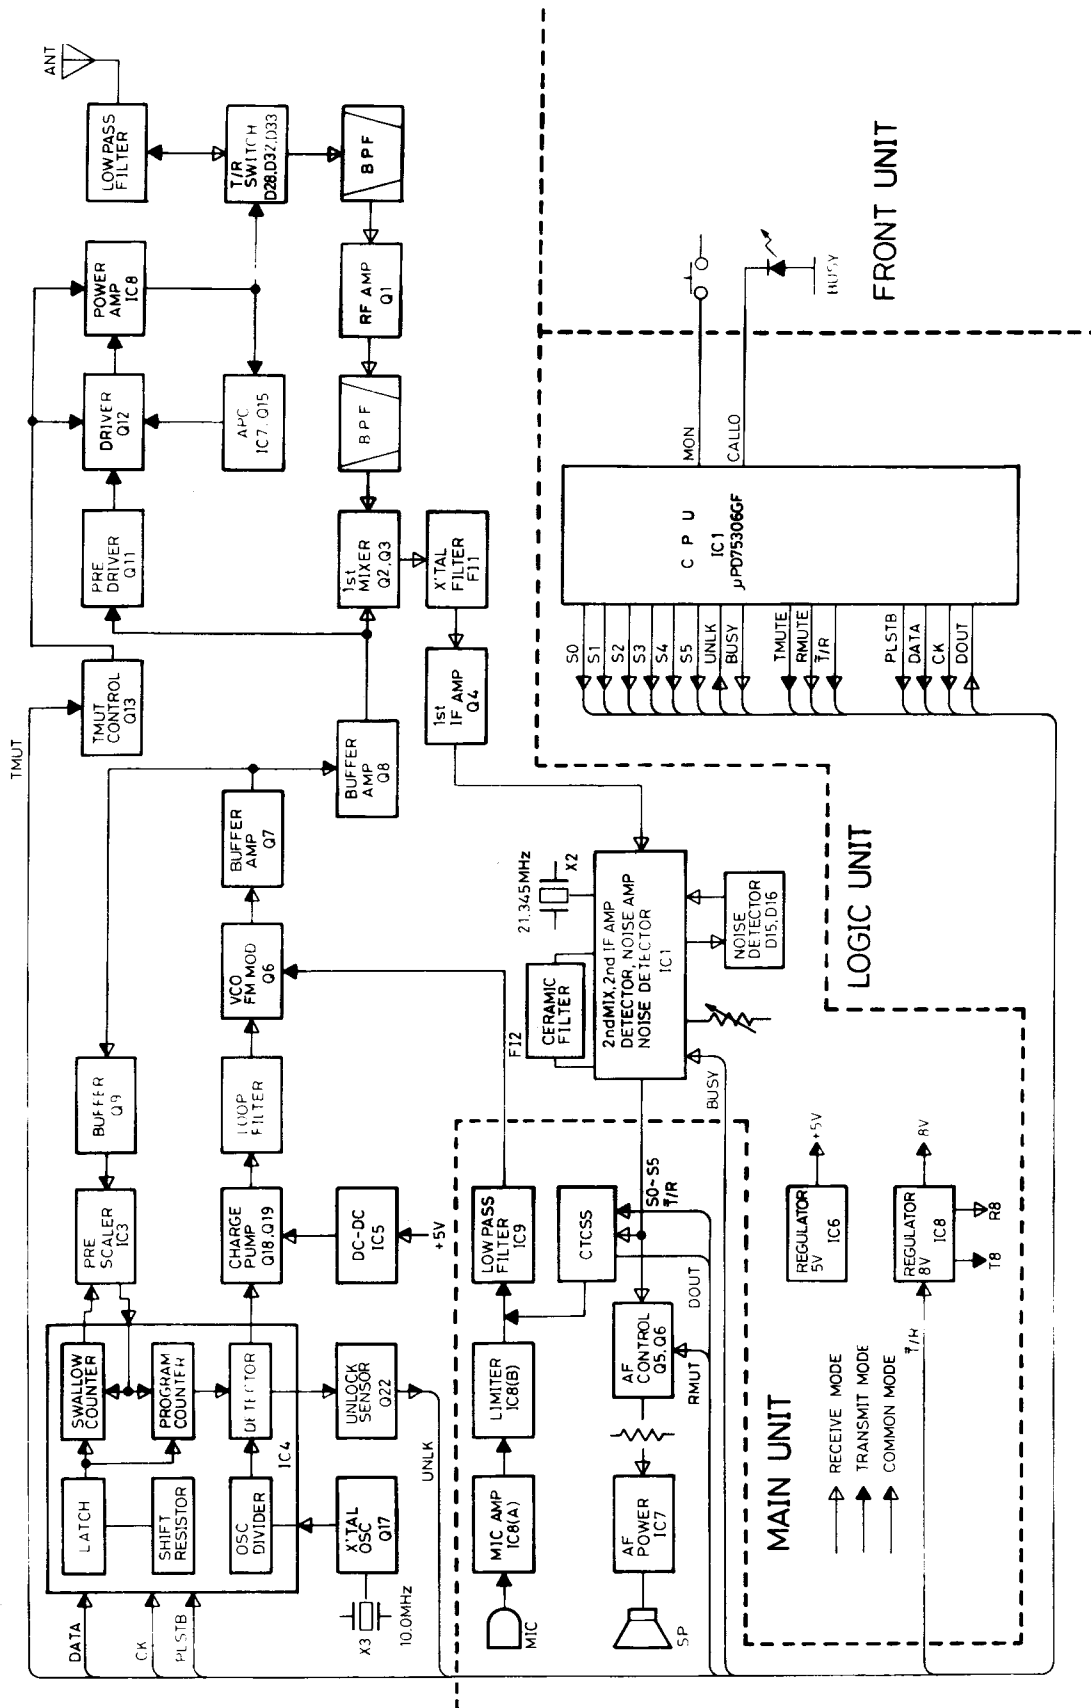 ANT
LOW PASS
FILTER
T/R
SWITCH
D28,D32,D33
BPF
POWER
AMP
IC8
DRIVER
Q12
APC
IC7,Q15
RF AMP
Q1
BPF
PRE
DRIVER
Q11
1st
MIXER
Q2,Q3
X'TAL
FILTER
FI1
1st
IF AMP
Q4
TMUT
TMUT
CONTROL
Q13
BUFFER
AMP
Q8
BUFFER
AMP
Q7
VCO
FM MOD
Q6
BUFFER
Q9
LOOP
FILTER
PRE
SCALER
IC3
CHARGE
PUMP
Q18,Q19
DC-DC
IC5
+5V
SWALLOW
COUNTER
PROGRAM
COUNTER
DETECTOR
IC4
LATCH
SHIFT
RESISTOR
OSC
DIVIDER
UNLOCK
SENSOR
Q22
UNLK
X'TAL
OSC
Q17
X3
10.0MHz
DATA
CK
PLSTB
21.345MHz
X2
FI2
CERAMIC
FILTER
2ndMIX,2nd IF AMP
DETECTOR, NOISE AMP
NOISE DETECTOR
IC1
NOISE
DETECTOR
D15,D16
BUSY
LOW PASS
FILTER
IC9
CTCSS
S0~S5
T̄/R
LIMITER
IC8(B)
MIC AMP
IC8(A)
MIC
AF
CONTROL
Q5,Q6
RMUT
DOUT
AF
POWER
IC7
SP
REGULATOR
5V
IC6
+5V
REGULATOR
8V
IC8
8V
T8
R8
T̄/R
MAIN UNIT
RECEIVE MODE
TRANSMIT MODE
COMMON MODE
LOGIC UNIT
FRONT UNIT
MON
CALLO
BUSY
C P U
IC1
μPD75306GF
S0
S1
S2
S3
S4
S5
UNLK
BUSY
TMUTE
RMUTE
T̄/R
PLSTB
DATA
CK
DOUT